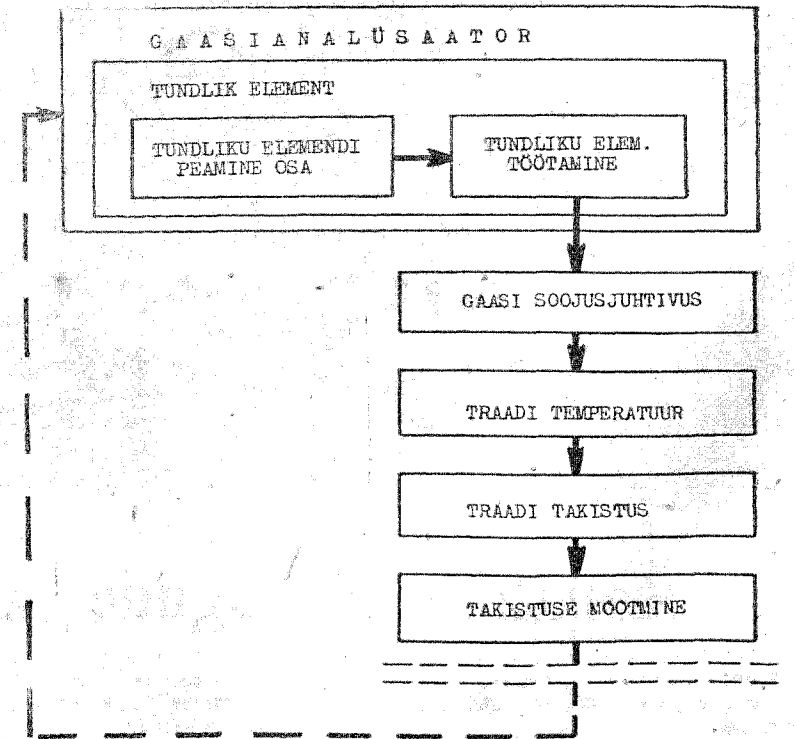 GAASIANALÜSAATOR
TUNDLIK ELEMENT
TUNDLIKU ELEMENDI
PEAMINE OSA
TUNDLIKU ELEM.
TÖÖTAMINE
GAASI SOOJUSJUHTIVUS
TRAADI TEMPERATUUR
TRAADI TAKISTUS
TAKISTUSE MÕÕTMINE